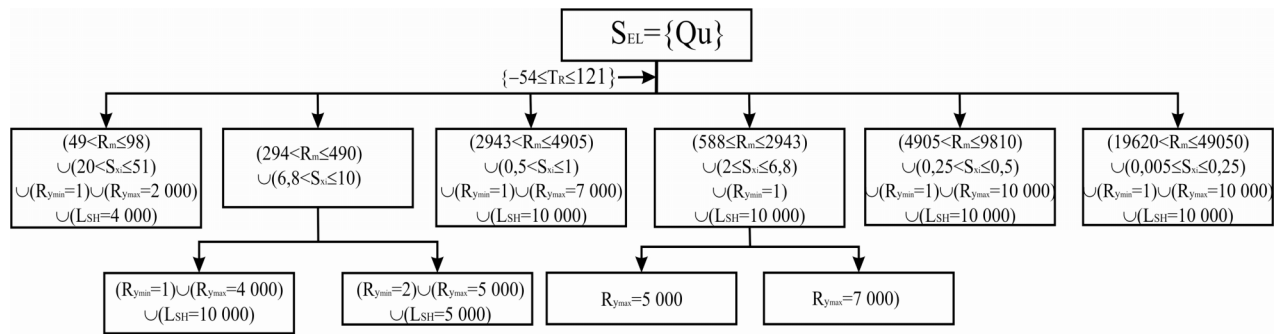 S_EL={Qu}
{−54≤T_R≤121}
(49<R_m≤98)
∪(20<S_xi≤51)
∪(R_ymin=1)∪(R_ymax=2 000)
∪(L_SH=4 000)
(294<R_m≤490)
∪(6,8<S_xi≤10)
(2943<R_m≤4905)
∪(0,5<S_xi≤1)
∪(R_ymin=1)∪(R_ymax=7 000)
∪(L_SH=10 000)
(588≤R_m≤2943)
∪(2≤S_xi≤6,8)
∪(R_ymin=1)
∪(L_SH=10 000)
(4905<R_m≤9810)
∪(0,25<S_xi≤0,5)
∪(R_ymin=1)∪(R_ymax=10 000)
∪(L_SH=10 000)
(19620<R_m≤49050)
∪(0,005≤S_xi≤0,25)
∪(R_ymin=1)∪(R_ymax=10 000)
∪(L_SH=10 000)
(R_ymin=1)∪(R_ymax=4 000)
∪(L_SH=10 000)
(R_ymin=2)∪(R_ymax=5 000)
∪(L_SH=5 000)
R_ymax=5 000
R_ymax=7 000)